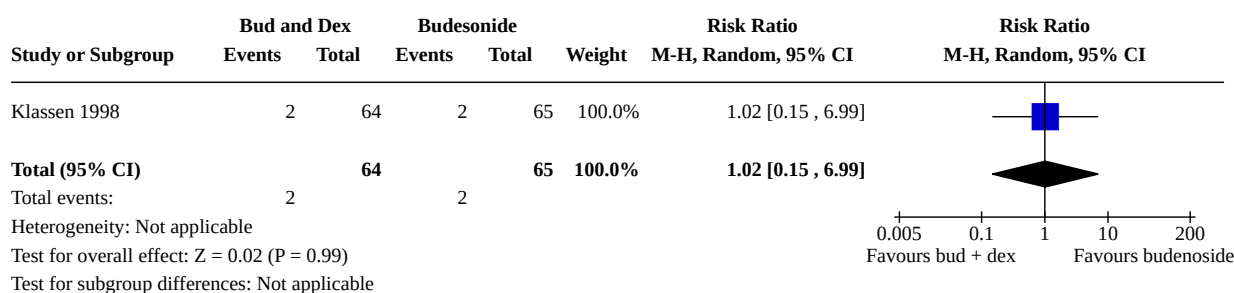 Bud and Dex Budesonide Risk Ratio Risk Ratio
Study or Subgroup Events Total Events Total Weight M-H, Random, 95% CI M-H, Random, 95% CI
Klassen 1998 2 64 2 65 100.0% 1.02 [0.15 , 6.99]
Total (95% CI) 64 65 100.0% 1.02 [0.15 , 6.99]
Total events: 2 2
Heterogeneity: Not applicable
0.005 0.1 1 10 200
Test for overall effect: Z = 0.02 (P = 0.99) Favours bud + dex Favours budenoside
Test for subgroup differences: Not applicable